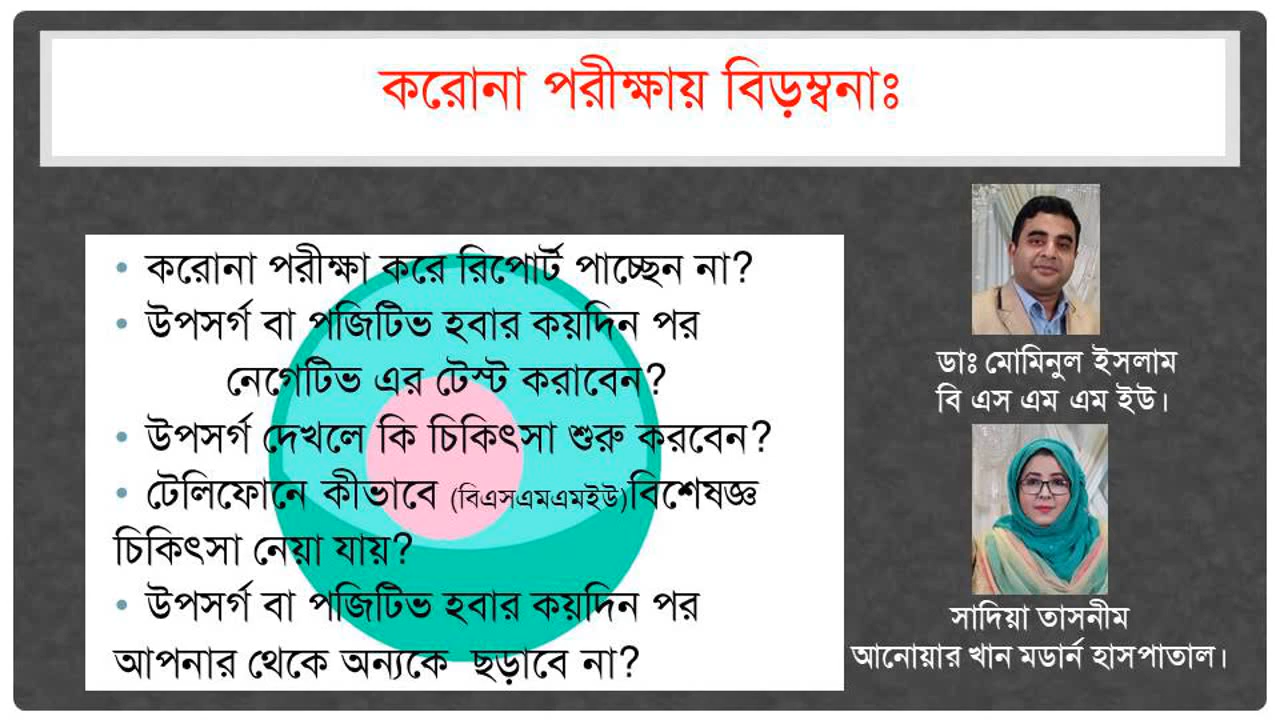 করোনা পরীক্ষায় বিড়ম্বনাঃ
• করোনা পরীক্ষা করে রিপোর্ট পাচ্ছেন না?
• উপসর্গ বা পজিটিভ হবার কয়দিন পর
নেগেটিভ এর টেস্ট করাবেন?
• উপসর্গ দেখলে কি চিকিৎসা শুরু করবেন?
• টেলিফোনে কীভাবে (বিএসএমএমইউ)বিশেষজ্ঞ
চিকিৎসা নেয়া যায়?
• উপসর্গ বা পজিটিভ হবার কয়দিন পর
আপনার থেকে অন্যকে ছড়াবে না?
ডাঃ মোমিনুল ইসলাম
বি এস এম এম ইউ।
সাদিয়া তাসনীম
আনোয়ার খান মডার্ন হাসপাতাল।